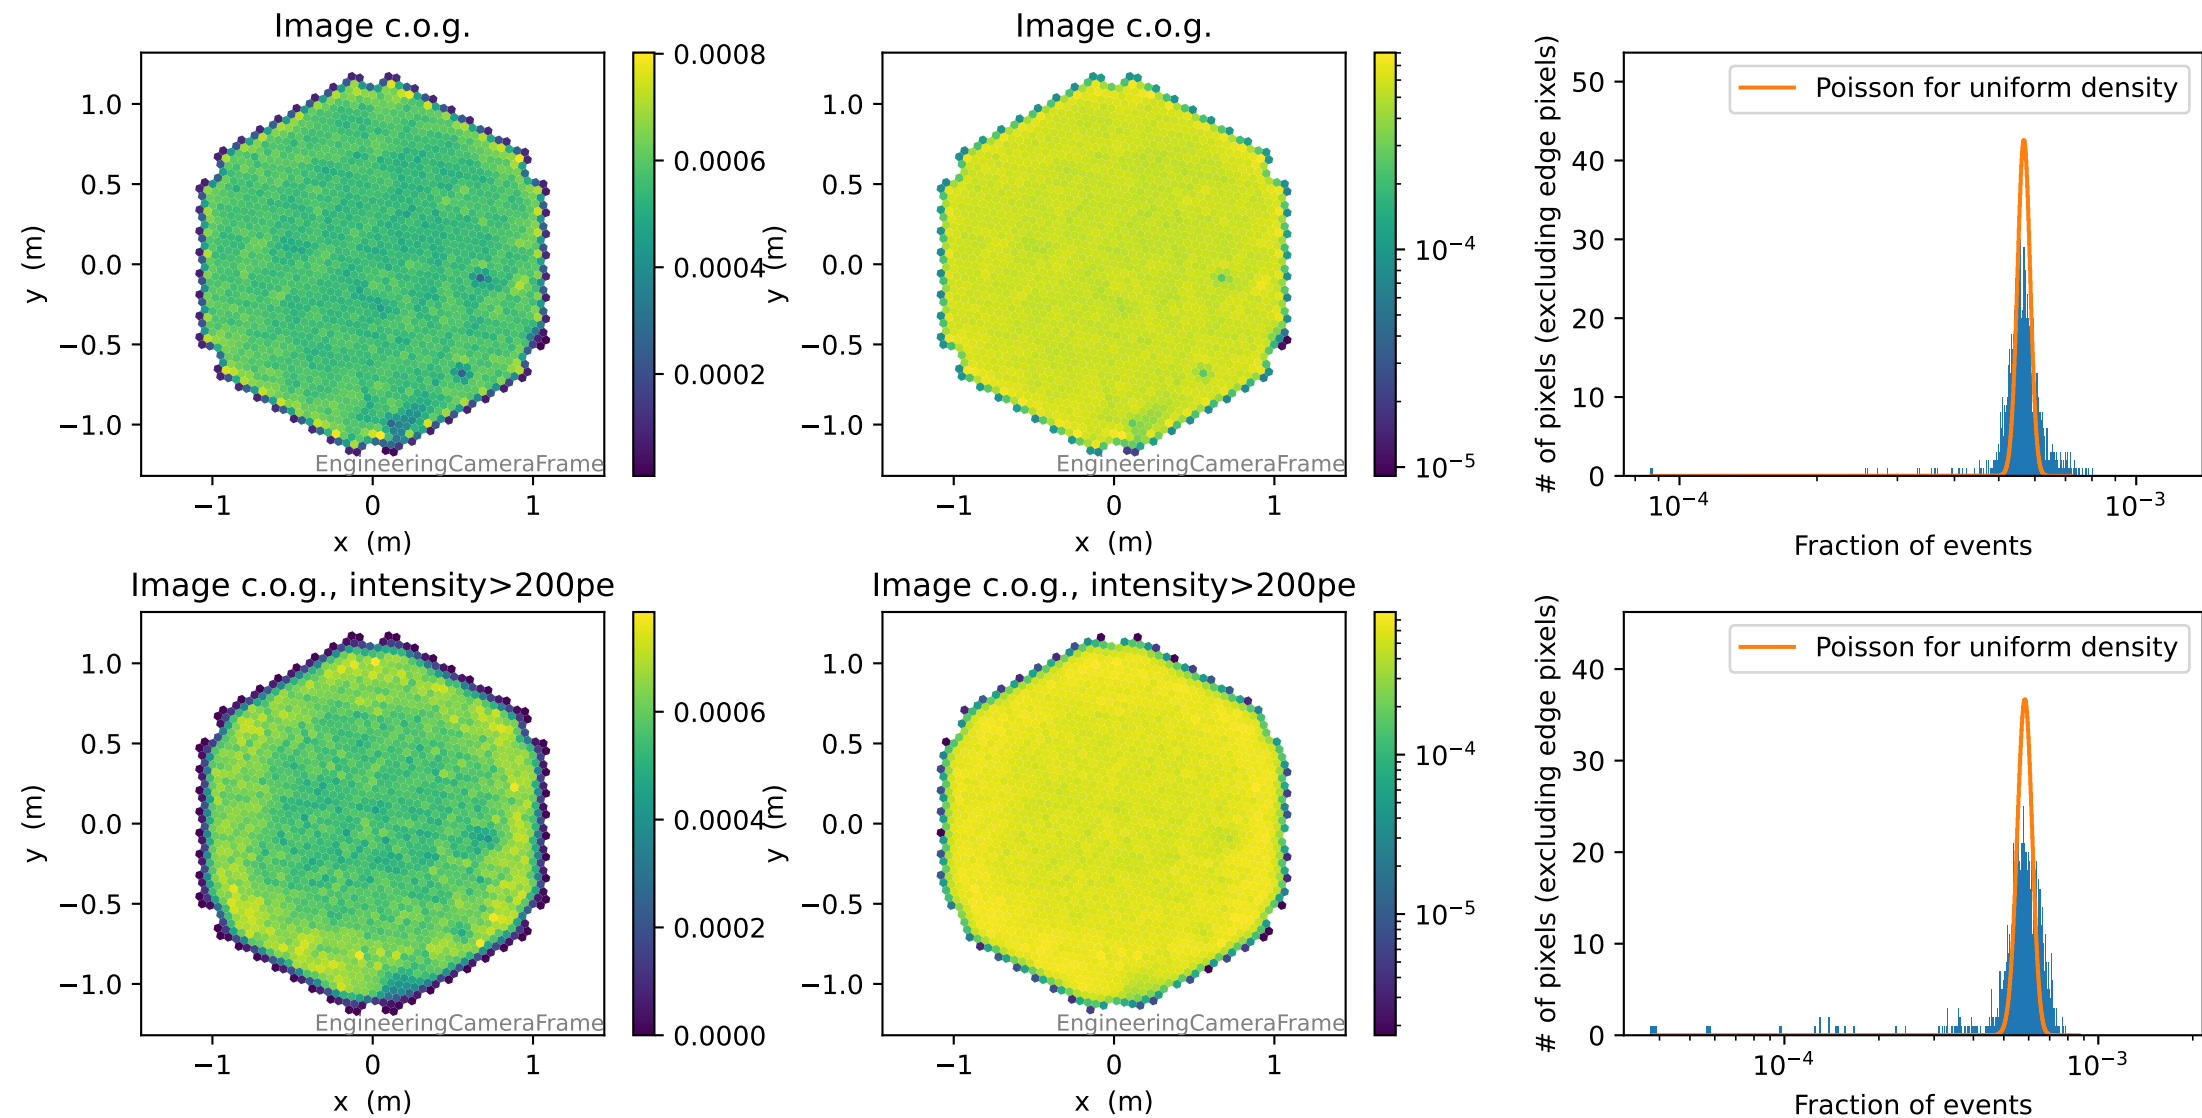 Image c.o.g.
1.0
0.5
0.0
−0.5
−1.0
y (m)
−1
0
1
x (m)
EngineeringCameraFrame
0.0008
0.0006
0.0004
0.0002
Image c.o.g.
1.0
0.5
0.0
−0.5
−1.0
y (m)
−1
0
1
x (m)
EngineeringCameraFrame
10⁻⁴
10⁻⁵
# of pixels (excluding edge pixels)
50
40
30
20
10
0
Poisson for uniform density
10⁻⁴
10⁻³
Fraction of events
Image c.o.g., intensity>200pe
1.0
0.5
0.0
−0.5
−1.0
y (m)
−1
0
1
x (m)
EngineeringCameraFrame
0.0006
0.0004
0.0002
0.0000
Image c.o.g., intensity>200pe
1.0
0.5
0.0
−0.5
−1.0
y (m)
−1
0
1
x (m)
EngineeringCameraFrame
10⁻⁴
10⁻⁵
# of pixels (excluding edge pixels)
40
30
20
10
0
Poisson for uniform density
10⁻⁴
10⁻³
Fraction of events